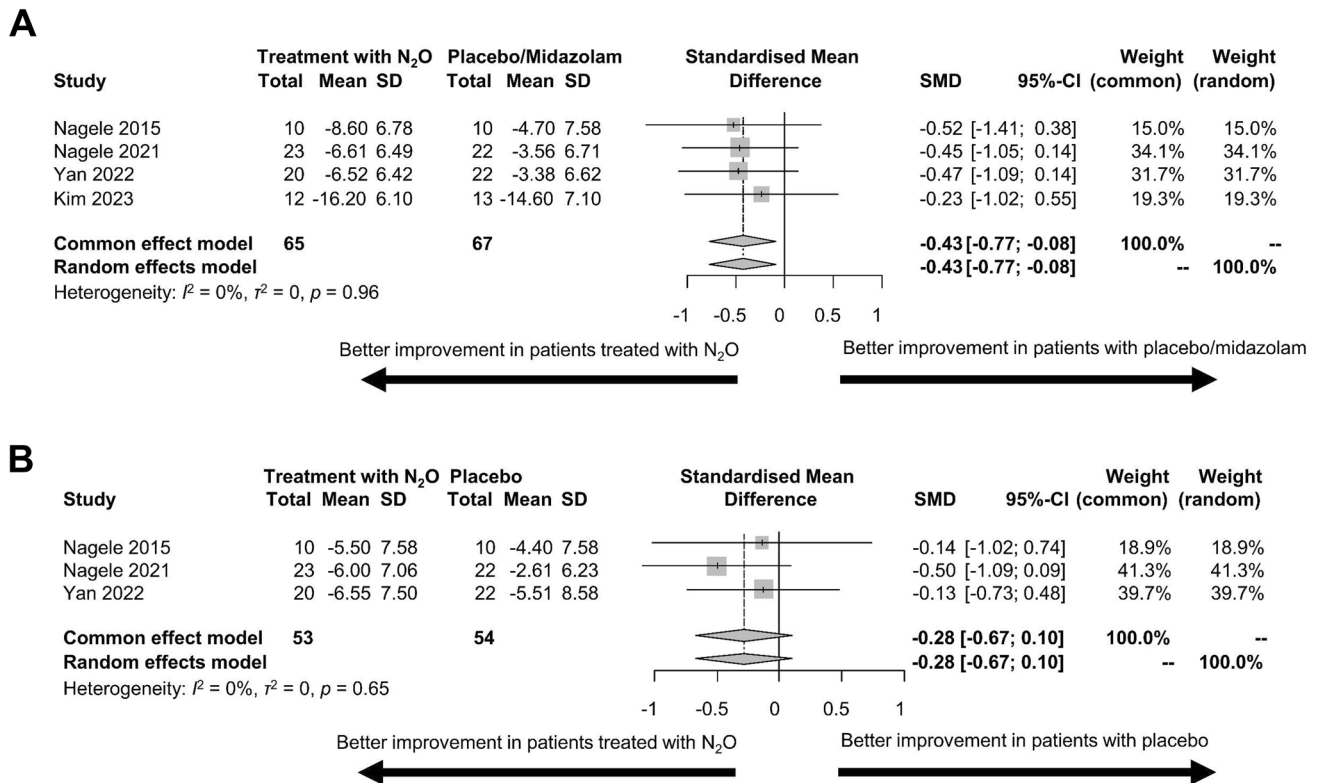 A
Treatment with N₂O Placebo/Midazolam Standardised Mean Weight Weight
Study Total Mean SD Total Mean SD Difference SMD 95%-CI (common) (random)
Nagele 2015 10 -8.60 6.78 10 -4.70 7.58 -0.52 [-1.41; 0.38] 15.0% 15.0%
Nagele 2021 23 -6.61 6.49 22 -3.56 6.71 -0.45 [-1.05; 0.14] 34.1% 34.1%
Yan 2022 20 -6.52 6.42 22 -3.38 6.62 -0.47 [-1.09; 0.14] 31.7% 31.7%
Kim 2023 12 -16.20 6.10 13 -14.60 7.10 -0.23 [-1.02; 0.55] 19.3% 19.3%
Common effect model 65 67 -0.43 [-0.77; -0.08] 100.0% --
Random effects model -0.43 [-0.77; -0.08] -- 100.0%
Heterogeneity: I² = 0%, τ² = 0, p = 0.96
-1 -0.5 0 0.5 1
Better improvement in patients treated with N₂O Better improvement in patients with placebo/midazolam
B
Treatment with N₂O Placebo Standardised Mean Weight Weight
Study Total Mean SD Total Mean SD Difference SMD 95%-CI (common) (random)
Nagele 2015 10 -5.50 7.58 10 -4.40 7.58 -0.14 [-1.02; 0.74] 18.9% 18.9%
Nagele 2021 23 -6.00 7.06 22 -2.61 6.23 -0.50 [-1.09; 0.09] 41.3% 41.3%
Yan 2022 20 -6.55 7.50 22 -5.51 8.58 -0.13 [-0.73; 0.48] 39.7% 39.7%
Common effect model 53 54 -0.28 [-0.67; 0.10] 100.0% --
Random effects model -0.28 [-0.67; 0.10] -- 100.0%
Heterogeneity: I² = 0%, τ² = 0, p = 0.65
-1 -0.5 0 0.5 1
Better improvement in patients treated with N₂O Better improvement in patients with placebo